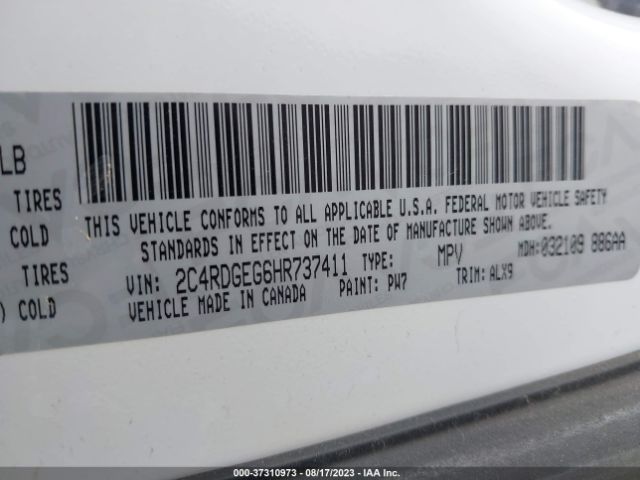 LB
TIRES
COLD
TIRES
) COLD
THIS VEHICLE CONFORMS TO ALL APPLICABLE U.S.A. FEDERAL MOTOR VEHICLE SAFETY
STANDARDS IN EFFECT ON THE DATE OF MANUFACTURE SHOWN ABOVE.
VIN: 2C4RDGEG6HR737411 TYPE: MPV MDH:032109 886AA
VEHICLE MADE IN CANADA PAINT: PW7 TRIM: ALX9
000-37310973 - 08/17/2023 - IAA Inc.